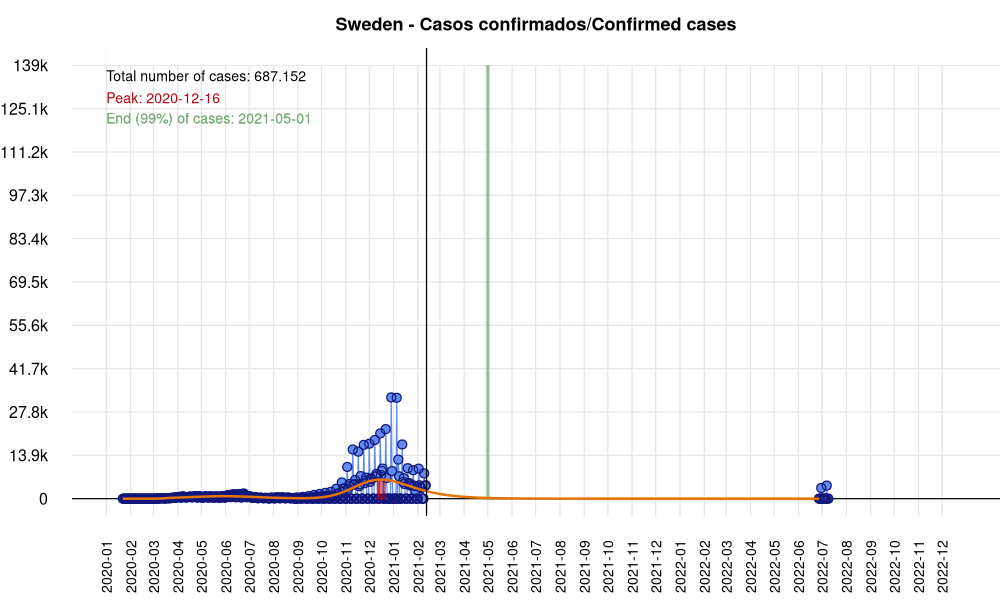 Sweden - Casos confirmados/Confirmed cases
Total number of cases: 687.152
Peak: 2020-12-16
End (99%) of cases: 2021-05-01
139k
125.1k
111.2k
97.3k
83.4k
69.5k
55.6k
41.7k
27.8k
13.9k
0
2020-01
2020-02
2020-03
2020-04
2020-05
2020-06
2020-07
2020-08
2020-09
2020-10
2020-11
2020-12
2021-01
2021-02
2021-03
2021-04
2021-05
2021-06
2021-07
2021-08
2021-09
2021-10
2021-11
2021-12
2022-01
2022-02
2022-03
2022-04
2022-05
2022-06
2022-07
2022-08
2022-09
2022-10
2022-11
2022-12